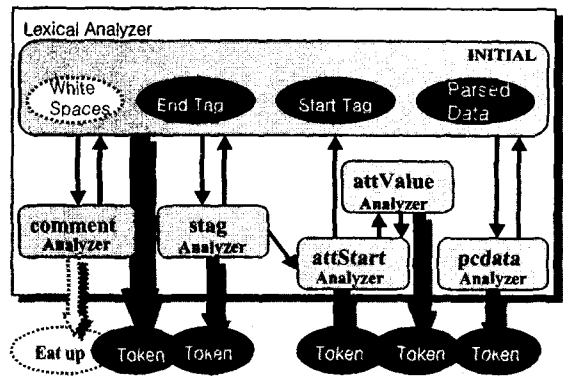 Lexical Analyzer
INITIAL
White
Spaces
End Tag
Start Tag
Parsed
Data
attValue
Analyzer
comment
Analyzer
stag
Analyzer
attStart
Analyzer
pcdata
Analyzer
Eat up
Token
Token
Token
Token
Token